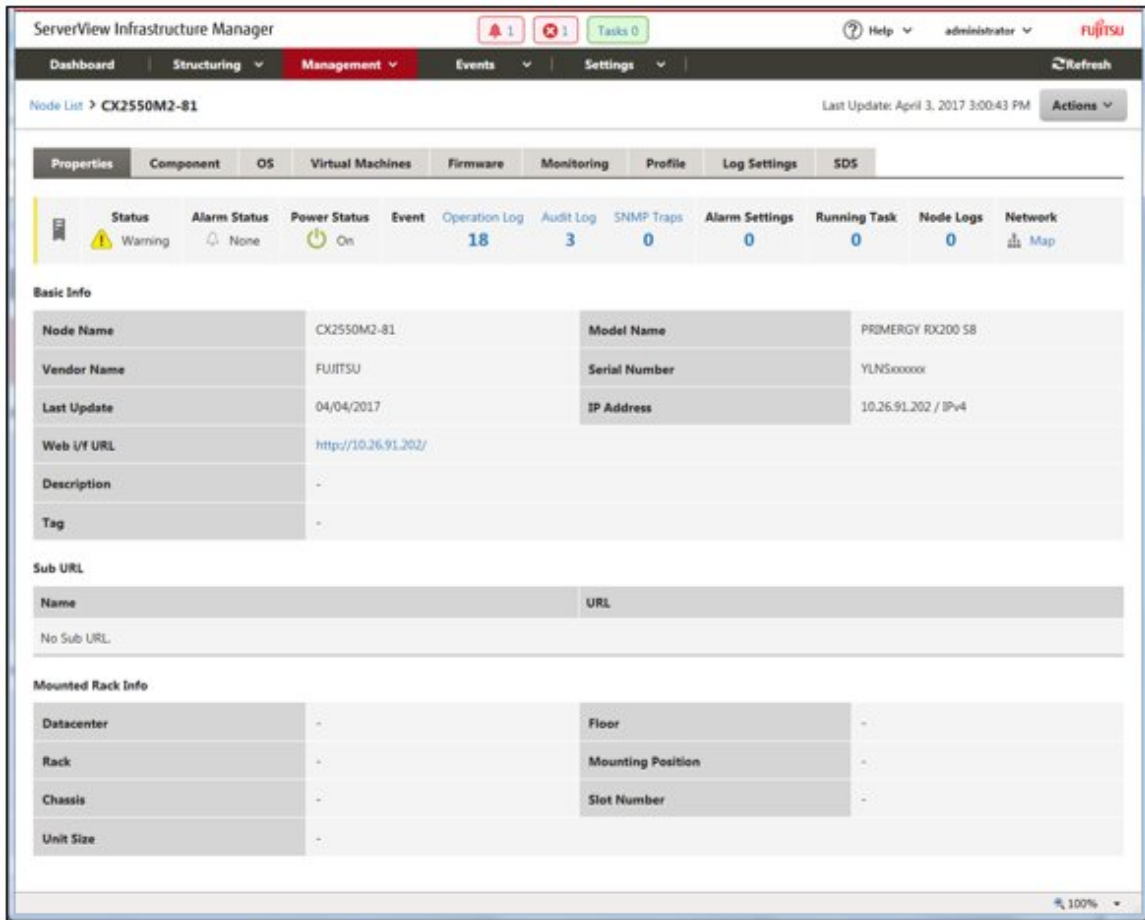 ServerView Infrastructure Manager 1 1 Tasks 0 Help administrator FUJITSU
Dashboard Structuring Management Events Settings Refresh
Node List > CX2550M2-81 Last Update: April 3, 2017 3:00:43 PM Actions
Properties Component OS Virtual Machines Firmware Monitoring Profile Log Settings SDS
Status Alarm Status Power Status Event Operation Log Audit Log SNMP Traps Alarm Settings Running Task Node Logs Network
Warning None On 18 3 0 0 0 0 Map
Basic Info
Node Name CX2550M2-81 Model Name PRIMERGY RX200 S8
Vendor Name FUJITSU Serial Number YLNSxxxxxx
Last Update 04/04/2017 IP Address 10.26.91.202 / IPv4
Web i/f URL http://10.26.91.202/
Description -
Tag -
Sub URL
Name URL
No Sub URL.
Mounted Rack Info
Datacenter - Floor -
Rack - Mounting Position -
Chassis - Slot Number -
Unit Size -
100%